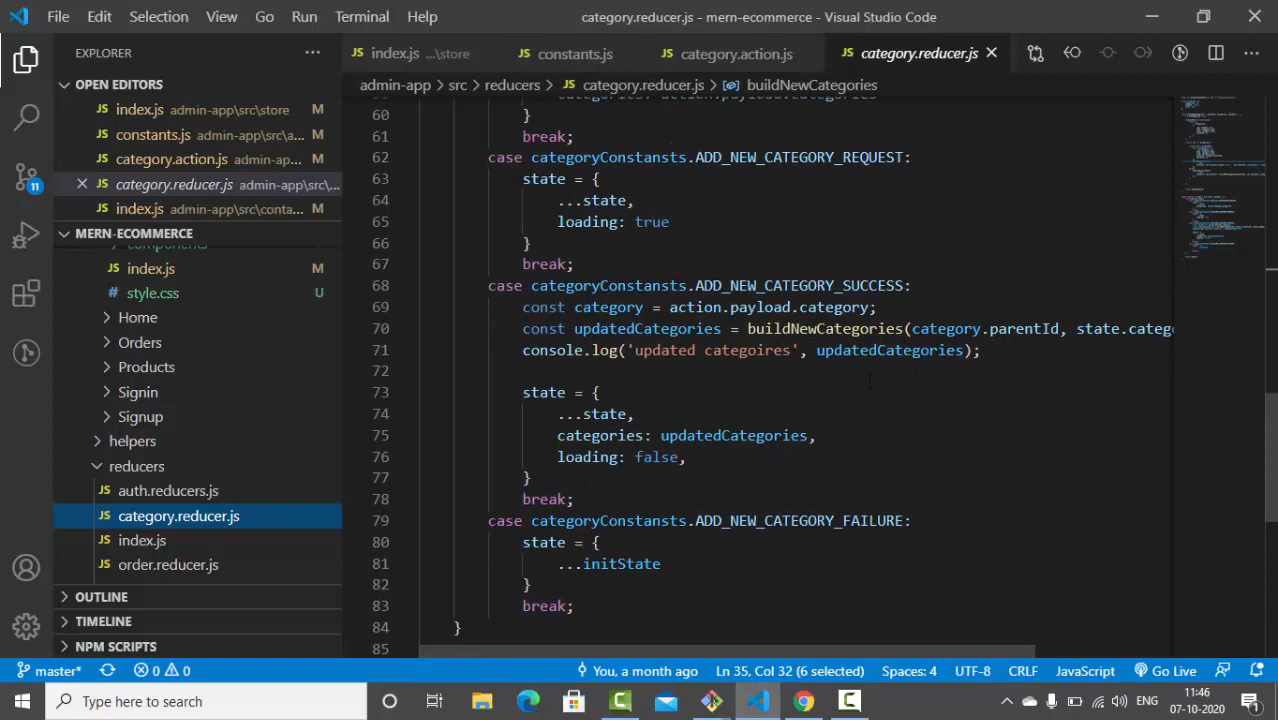 File Edit Selection View Go Run Terminal Help category.reducer.js - mern-ecommerce - Visual Studio Code
EXPLORER
OPEN EDITORS
index.js admin-app\src\store M
constants.js admin-app\src\a... M
category.action.js admin-ap... M
category.reducer.js admin-app\src\...
index.js admin-app\src\conta... M
MERN-ECOMMERCE
components
index.js M
style.css U
Home
Orders
Products
Signin
Signup
helpers
reducers
auth.reducers.js
category.reducer.js
index.js
order.reducer.js
OUTLINE
TIMELINE
NPM SCRIPTS
index.js ...\store constants.js category.action.js category.reducer.js
admin-app > src > reducers > category.reducer.js > buildNewCategories
categories: action.payload.categories
60 }
61 break;
62 case categoryConstansts.ADD_NEW_CATEGORY_REQUEST:
63 state = {
64 ...state,
65 loading: true
66 }
67 break;
68 case categoryConstansts.ADD_NEW_CATEGORY_SUCCESS:
69 const category = action.payload.category;
70 const updatedCategories = buildNewCategories(category.parentId, state.categ
71 console.log('updated categoires', updatedCategories);
72
73 state = {
74 ...state,
75 categories: updatedCategories,
76 loading: false,
77 }
78 break;
79 case categoryConstansts.ADD_NEW_CATEGORY_FAILURE:
80 state = {
81 ...initState
82 }
83 break;
84 }
85
11
master* 0 0 You, a month ago Ln 35, Col 32 (6 selected) Spaces: 4 UTF-8 CRLF JavaScript Go Live
Type here to search
ENG 11:46
07-10-2020
1